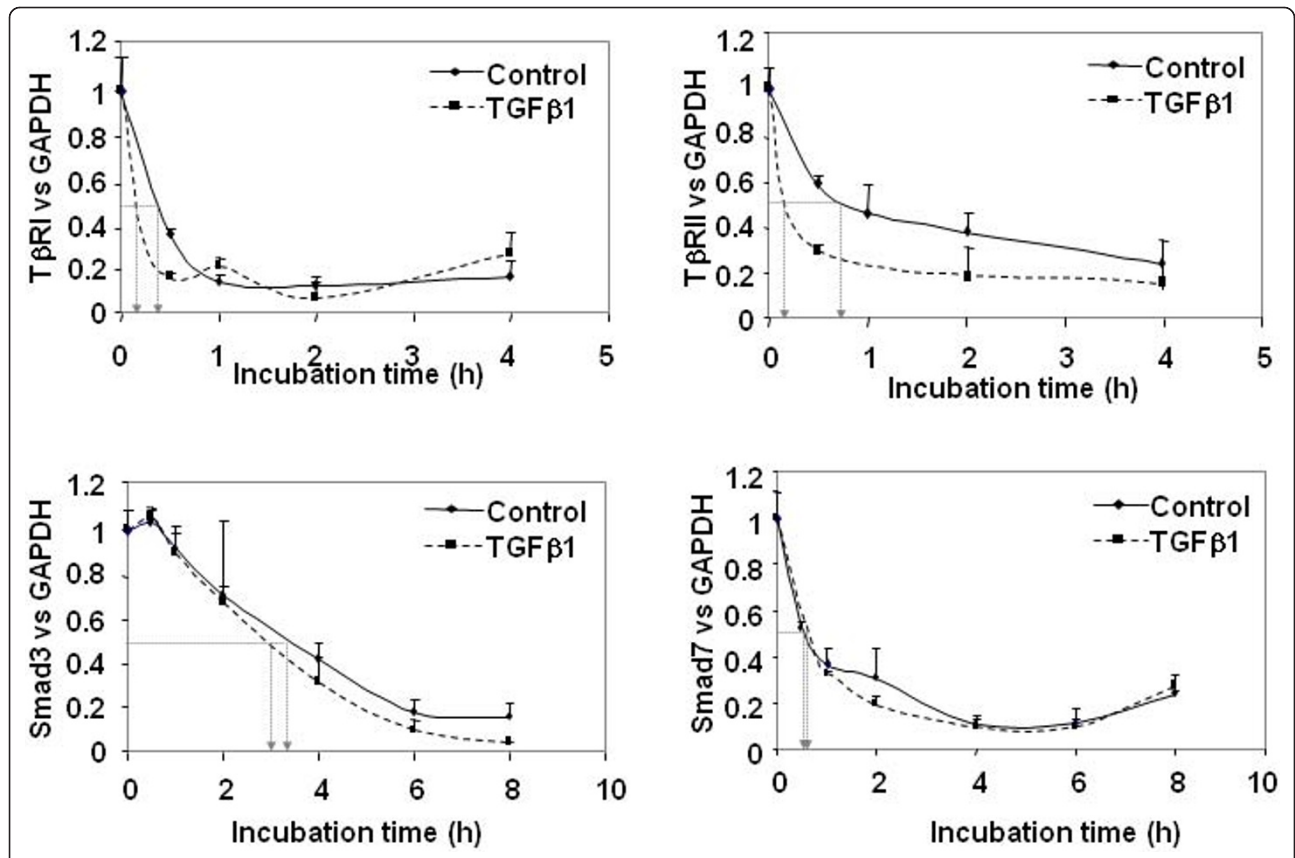 1.2
1
0.8
0.6
0.4
0.2
0
TβRI vs GAPDH
Control
TGFβ1
0 1 2 3 4 5
Incubation time (h)
1.2
1
0.8
0.6
0.4
0.2
0
TβRII vs GAPDH
Control
TGFβ1
0 1 2 3 4 5
Incubation time (h)
1.2
1
0.8
0.6
0.4
0.2
0
Smad3 vs GAPDH
Control
TGFβ1
0 2 4 6 8 10
Incubation time (h)
1.2
1
0.8
0.6
0.4
0.2
0
Smad7 vs GAPDH
Control
TGFβ1
0 2 4 6 8 10
Incubation time (h)